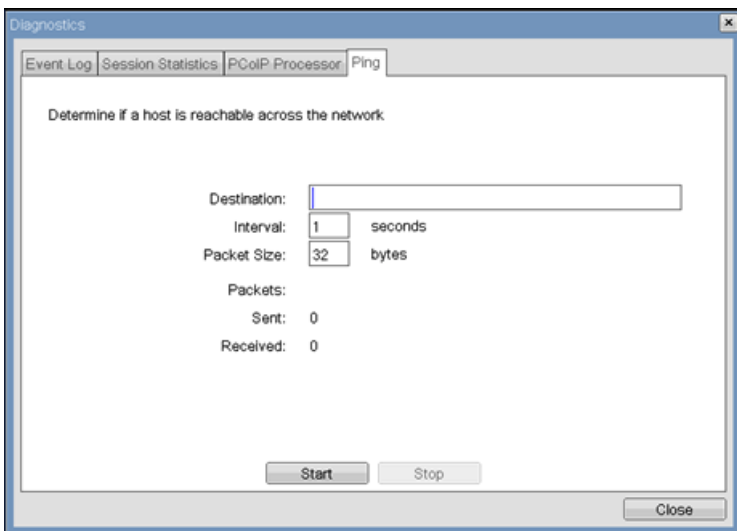 Diagnostics
Event Log Session Statistics PCoIP Processor Ping
Determine if a host is reachable across the network
Destination:
Interval: 1 seconds
Packet Size: 32 bytes
Packets:
Sent: 0
Received: 0
Start Stop
Close